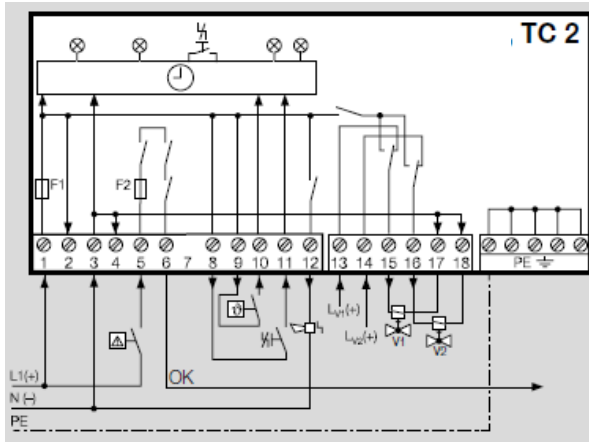 TC 2
F1
F2
1 2 3 4 5 6 7 8 9 10 11 12 13 14 15 16 17 18 PE
LV1(+)
LV2(+)
V1
V2
L1(+)
OK
N (–)
PE